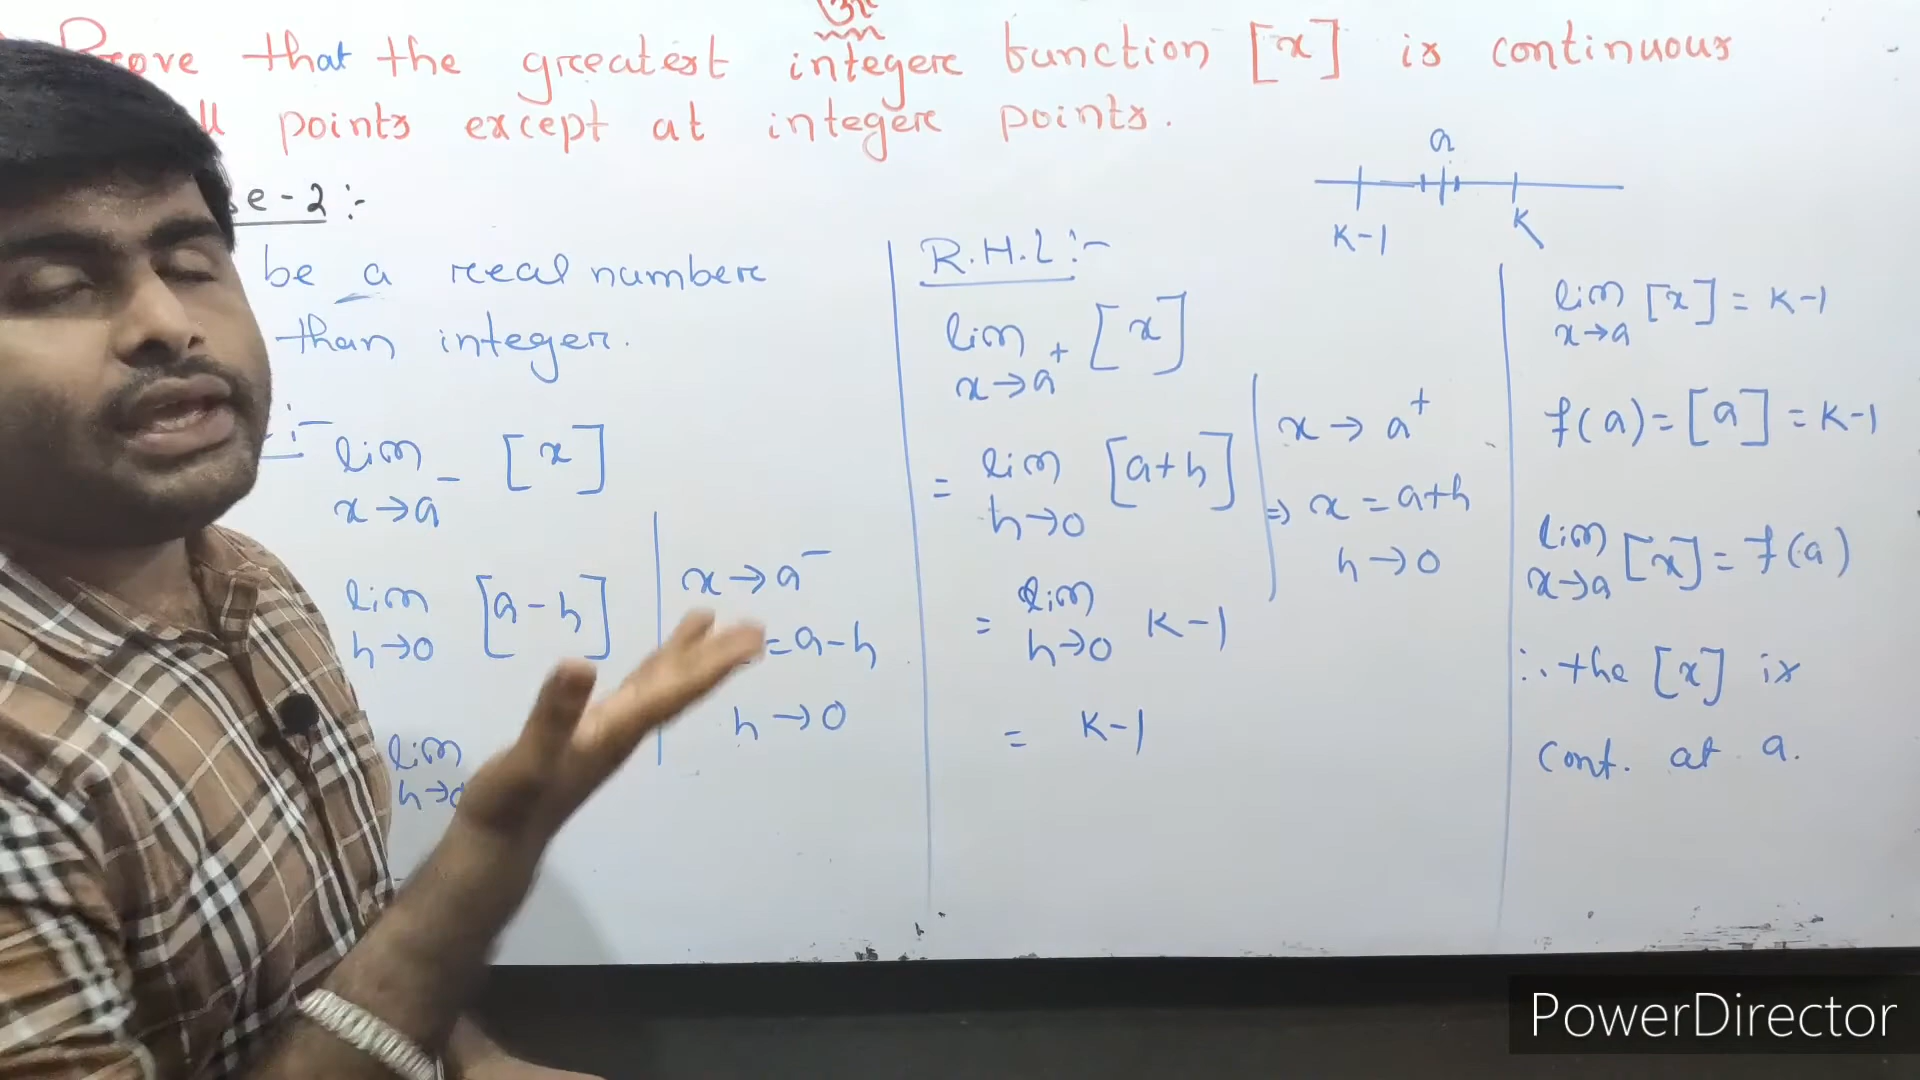 ॐ
Prove that the greatest integer function [x] is continuous
points except at integer points.
e-2 :-
be a real number
than integer.
lim x→a⁻ [x]
lim h→0 [a-h]
x→a⁻
=a-h
h→0
lim
R.H.L :-
lim x→a⁺ [x]
= lim h→0 [a+h]
x→a⁺
⇒ x=a+h
h→0
= lim h→0 K-1
= K-1
a
K-1 K
lim x→a [x] = K-1
f(a)=[a]=K-1
lim x→a [x] = f(a)
∴ the [x] is
cont. at a.
PowerDirector